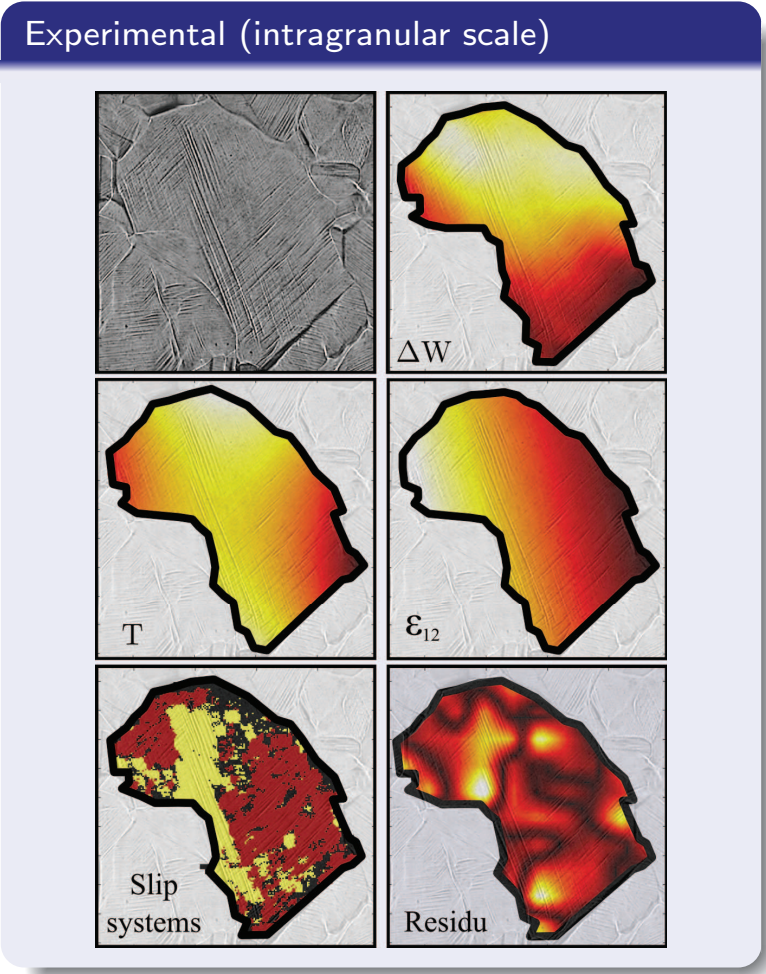 Experimental (intragranular scale)
ΔW
T
ε₁₂
Slip
systems
Residu